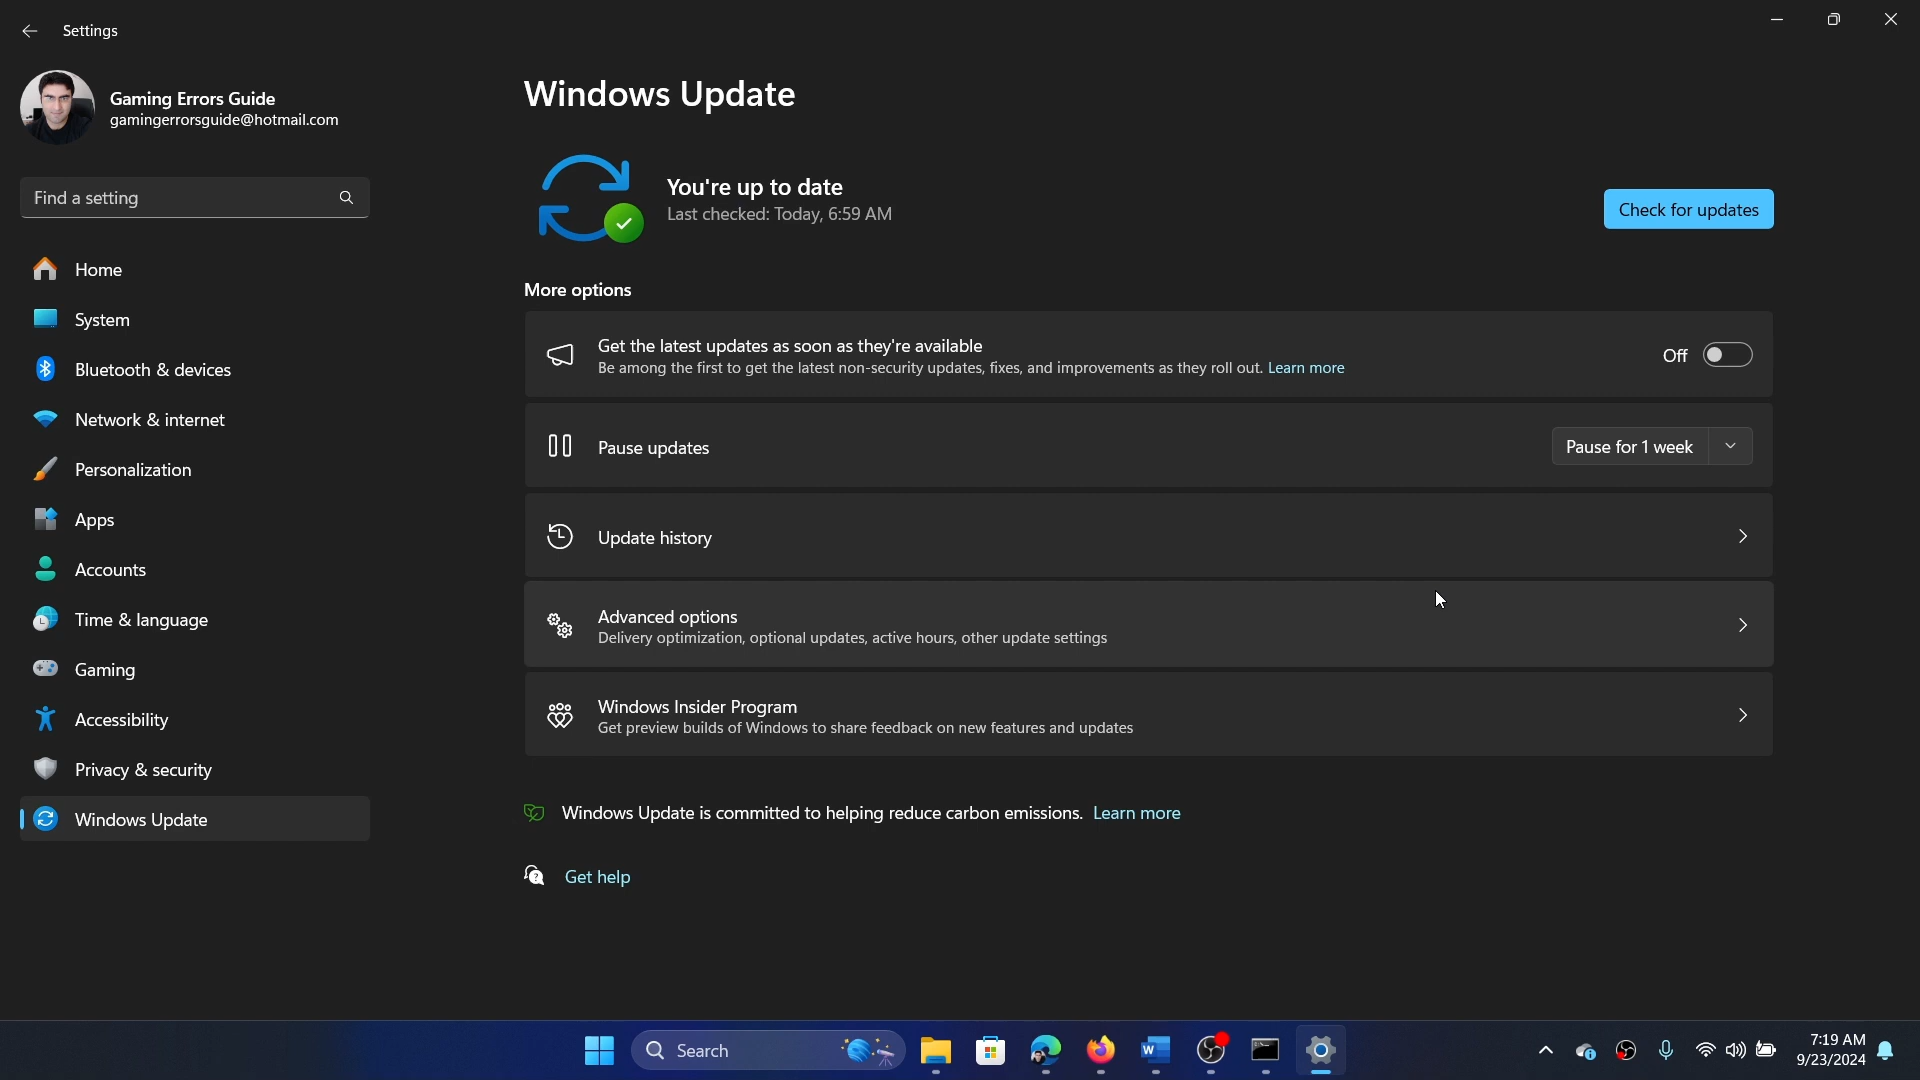 Settings
Gaming Errors Guide
gamingerrorsguide@hotmail.com
Find a setting
Home
System
Bluetooth & devices
Network & internet
Personalization
Apps
Accounts
Time & language
Gaming
Accessibility
Privacy & security
Windows Update
Windows Update
You're up to date
Last checked: Today, 6:59 AM
Check for updates
More options
Get the latest updates as soon as they're available
Be among the first to get the latest non-security updates, fixes, and improvements as they roll out. Learn more
Off
Pause updates
Pause for 1 week
Update history
Advanced options
Delivery optimization, optional updates, active hours, other update settings
Windows Insider Program
Get preview builds of Windows to share feedback on new features and updates
Windows Update is committed to helping reduce carbon emissions. Learn more
Get help
Search
7:19 AM
9/23/2024